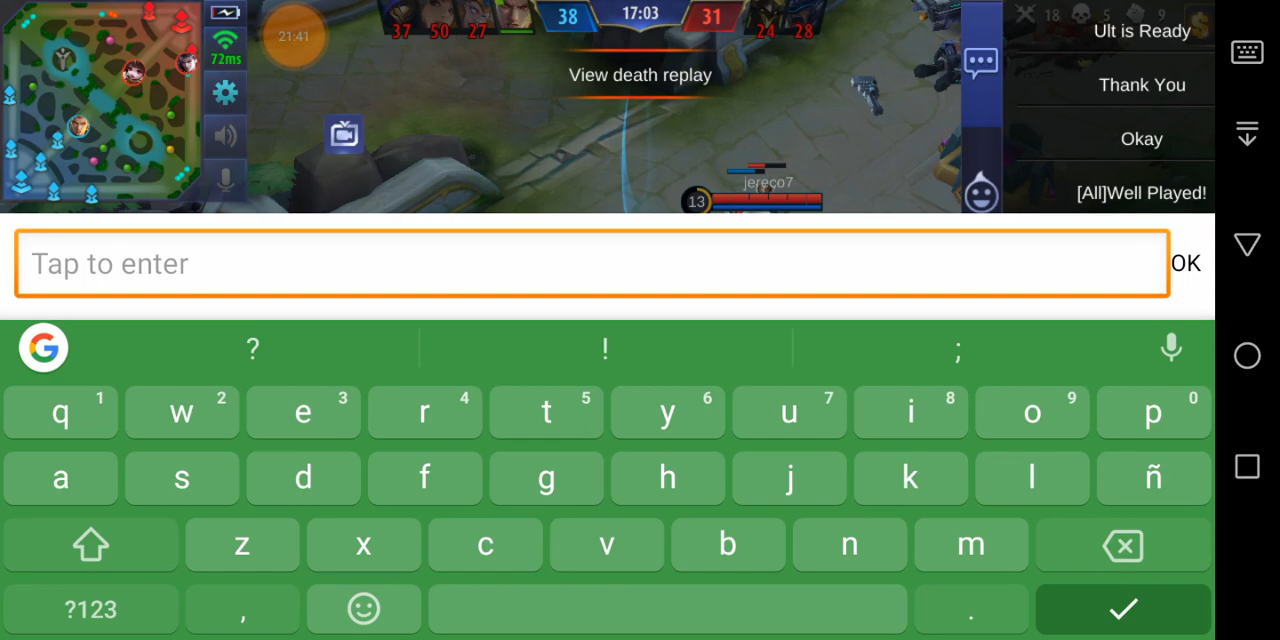 72ms
21:41
37 50 27
38 17:03 31
24 28
18 5 9
View death replay
jereco7
13
Ult is Ready
Thank You
Okay
[All]Well Played!
Tap to enter
OK
G ? ! ;
q 1 w 2 e 3 r 4 t 5 y 6 u 7 i 8 o 9 p 0
a s d f g h j k l ñ
z x c v b n m
?123 , .